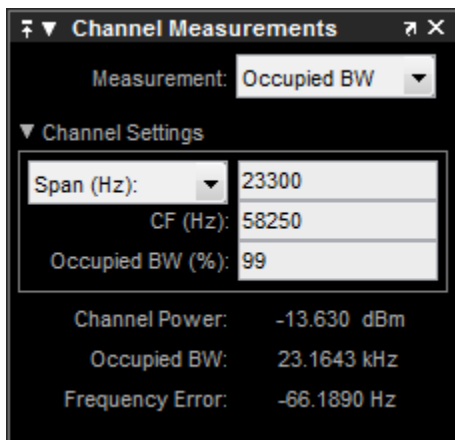 Channel Measurements
Measurement: Occupied BW
Channel Settings
Span (Hz): 23300
CF (Hz): 58250
Occupied BW (%): 99
Channel Power: -13.630 dBm
Occupied BW: 23.1643 kHz
Frequency Error: -66.1890 Hz